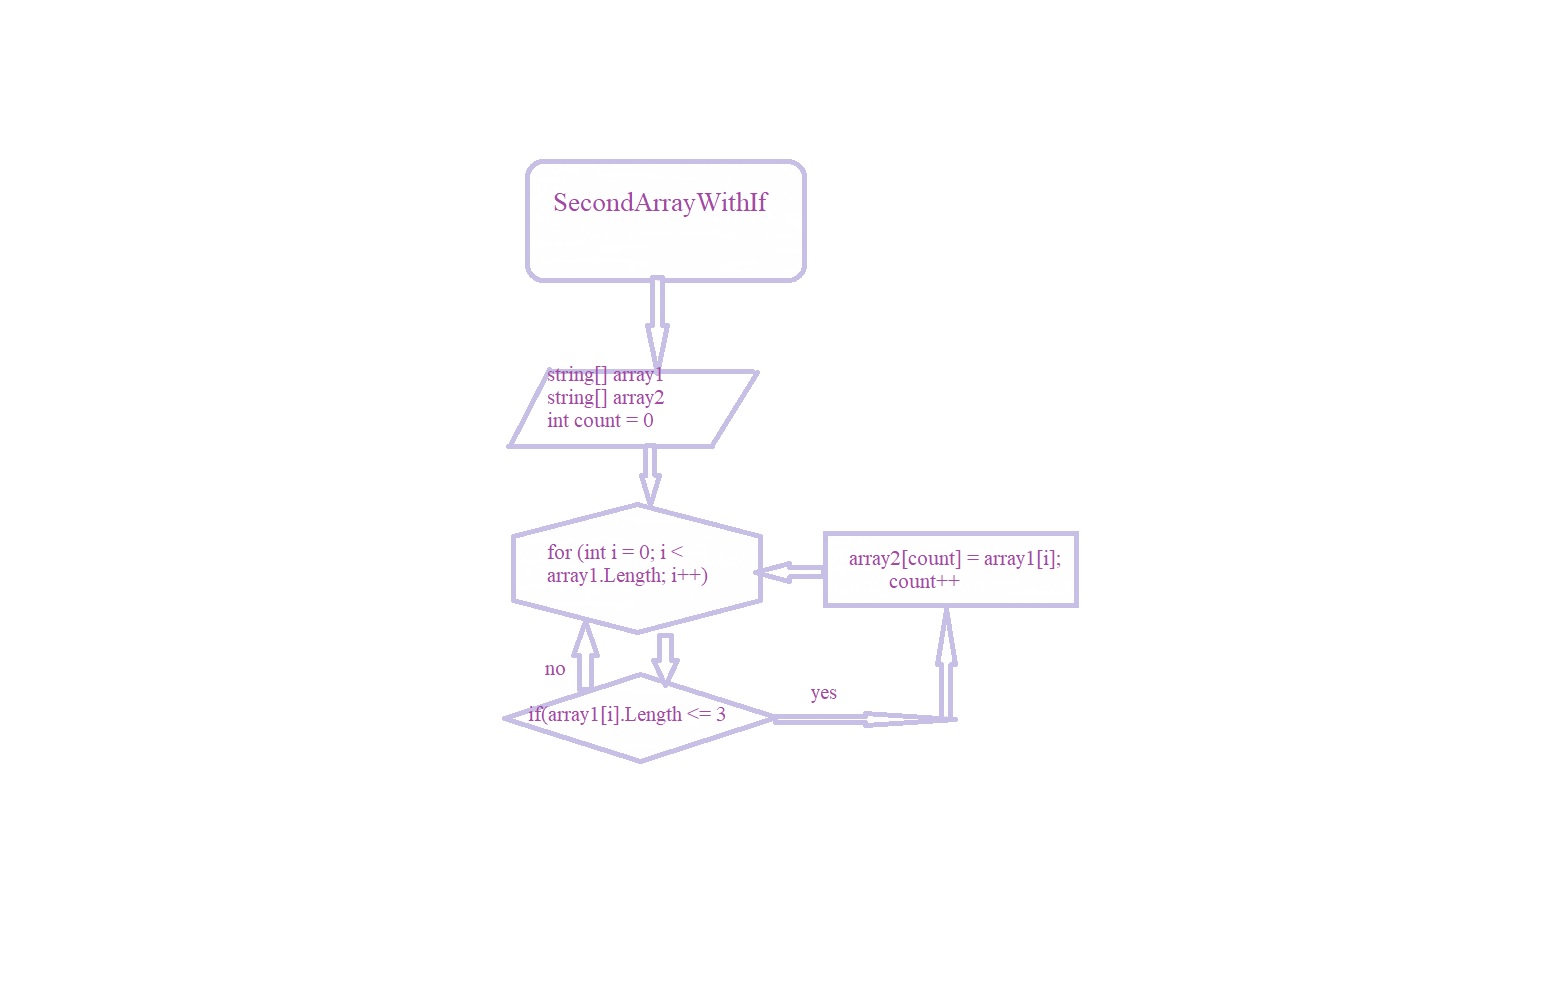 SecondArrayWithIf
string[] array1
string[] array2
int count = 0
for (int i = 0; i <
array1.Length; i++)
array2[count] = array1[i];
count++
no
yes
if(array1[i].Length <= 3